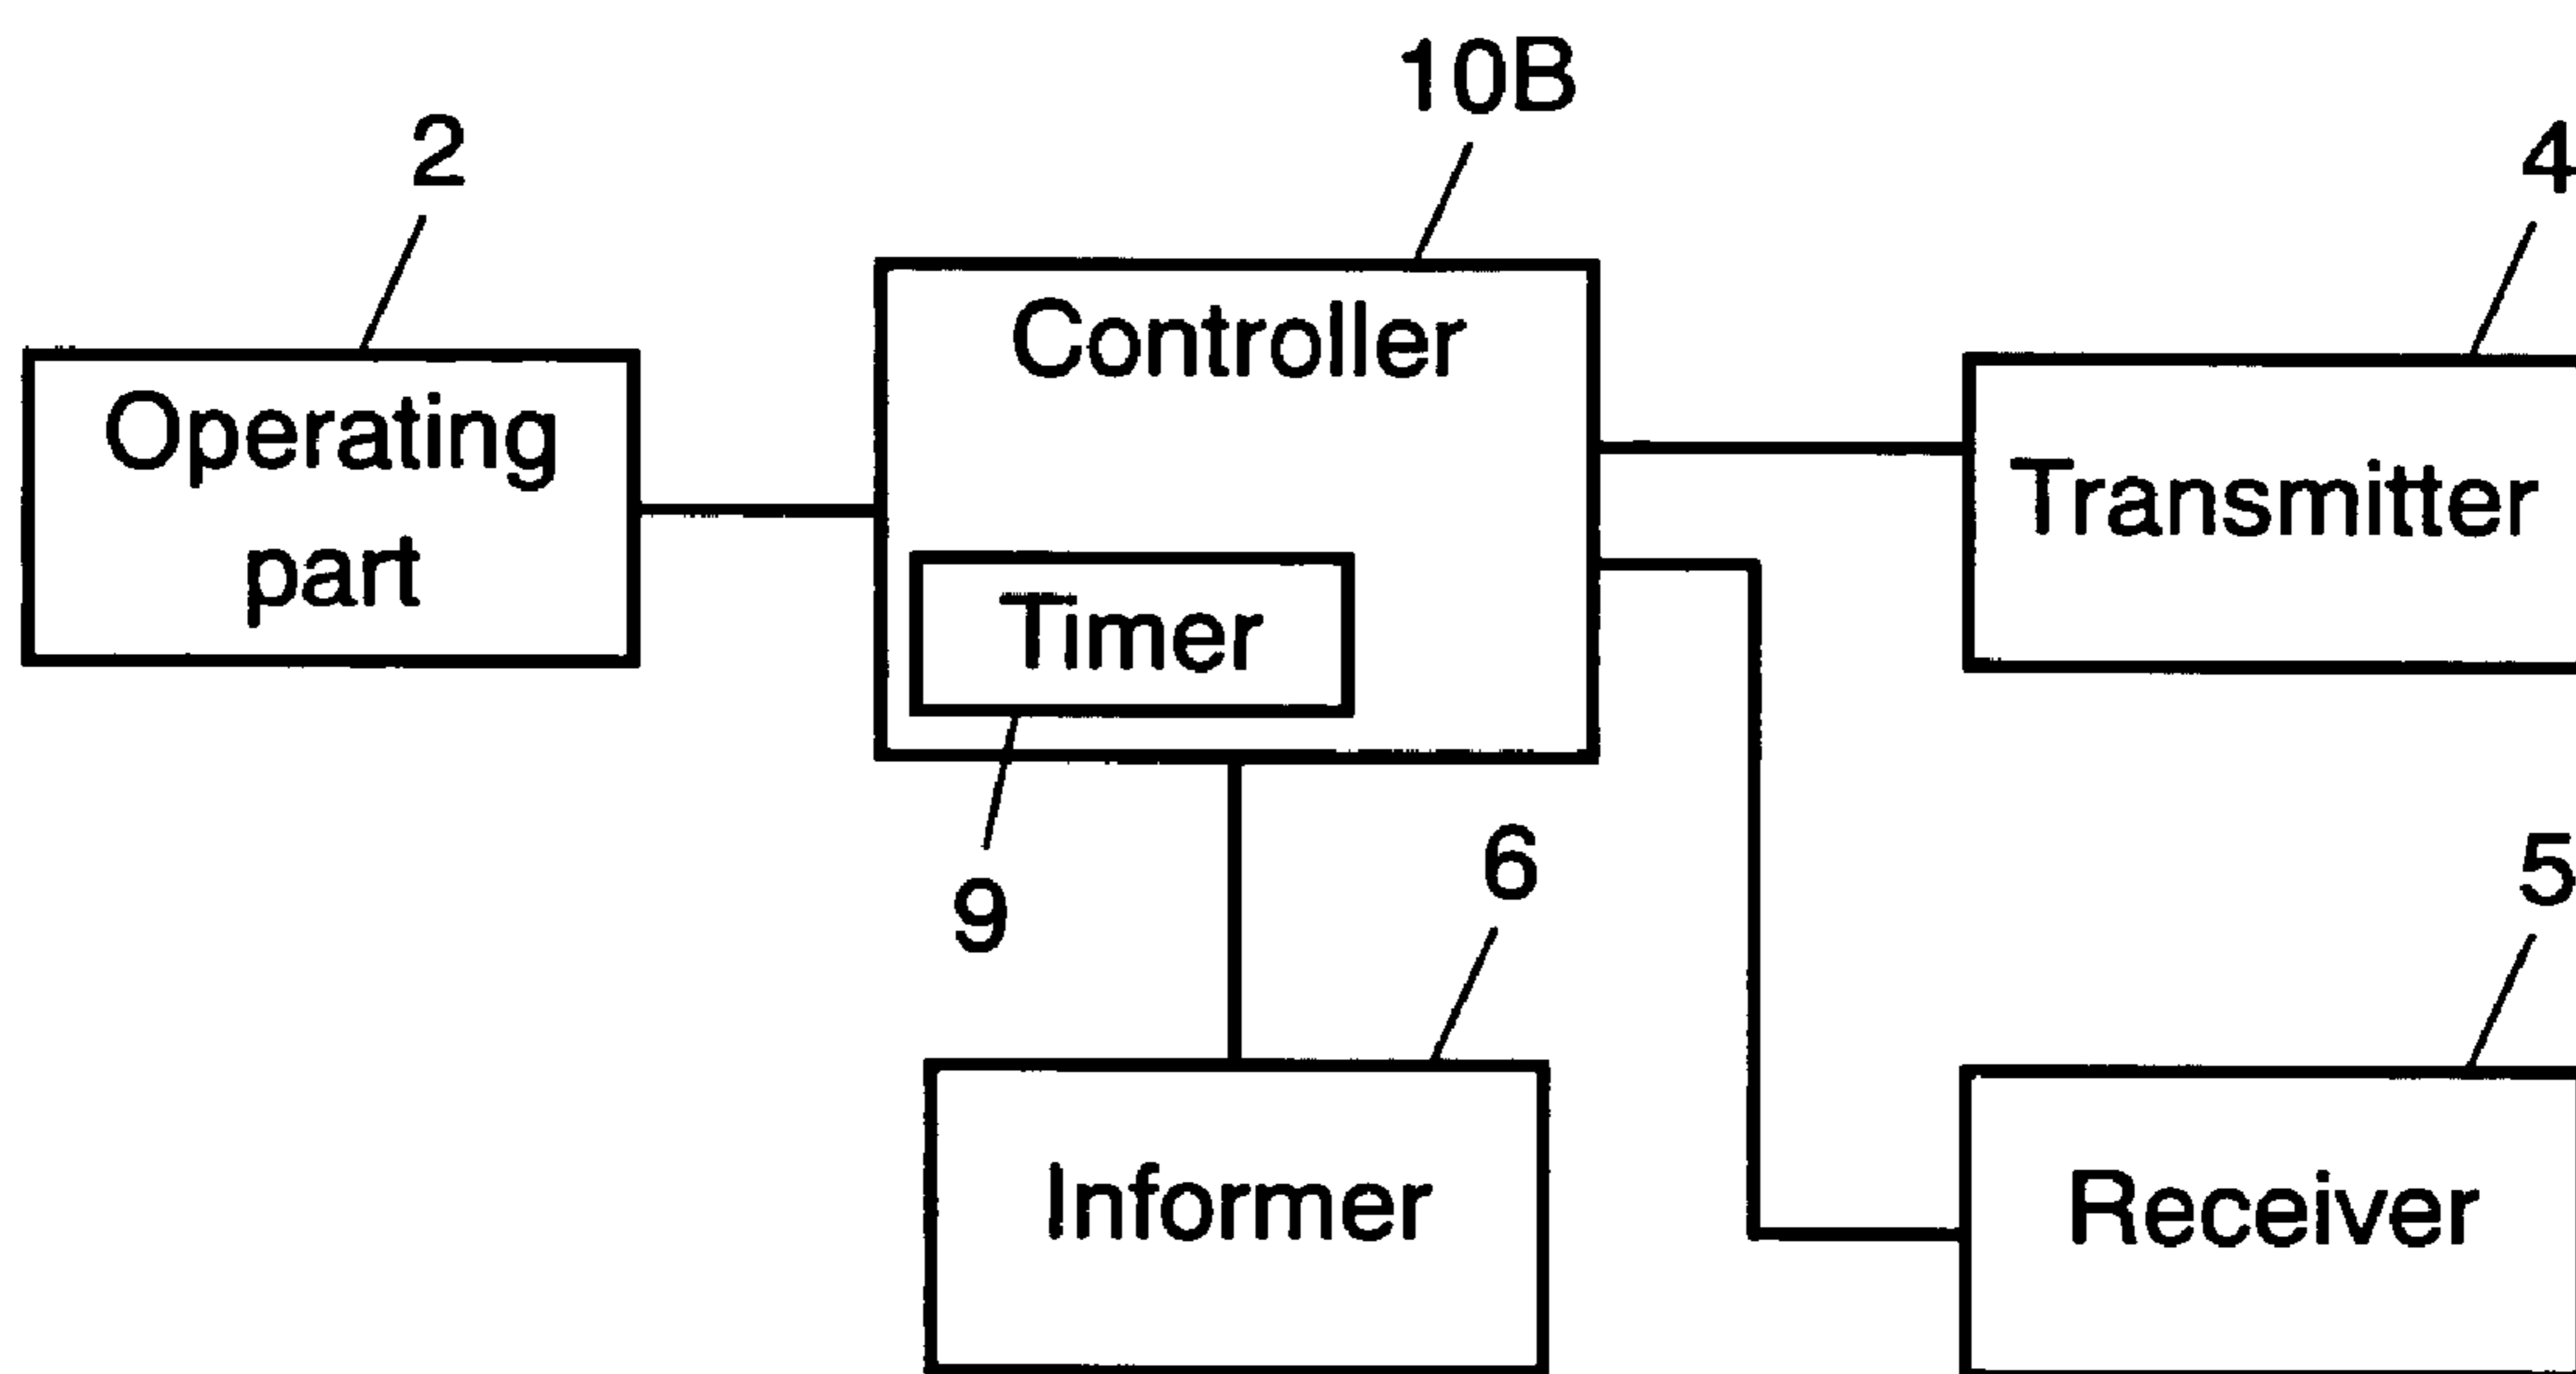 10B
2
4
Controller
Operating
part
Transmitter
Timer
9
6
5
Informer
Receiver